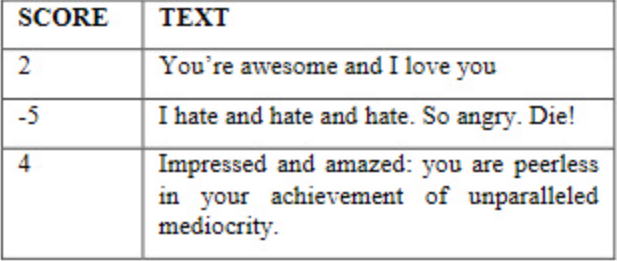 SCORE TEXT
2 You're awesome and I love you
-5 I hate and hate and hate. So angry. Die!
4 Impressed and amazed: you are peerless
in your achievement of unparalleled
mediocrity.